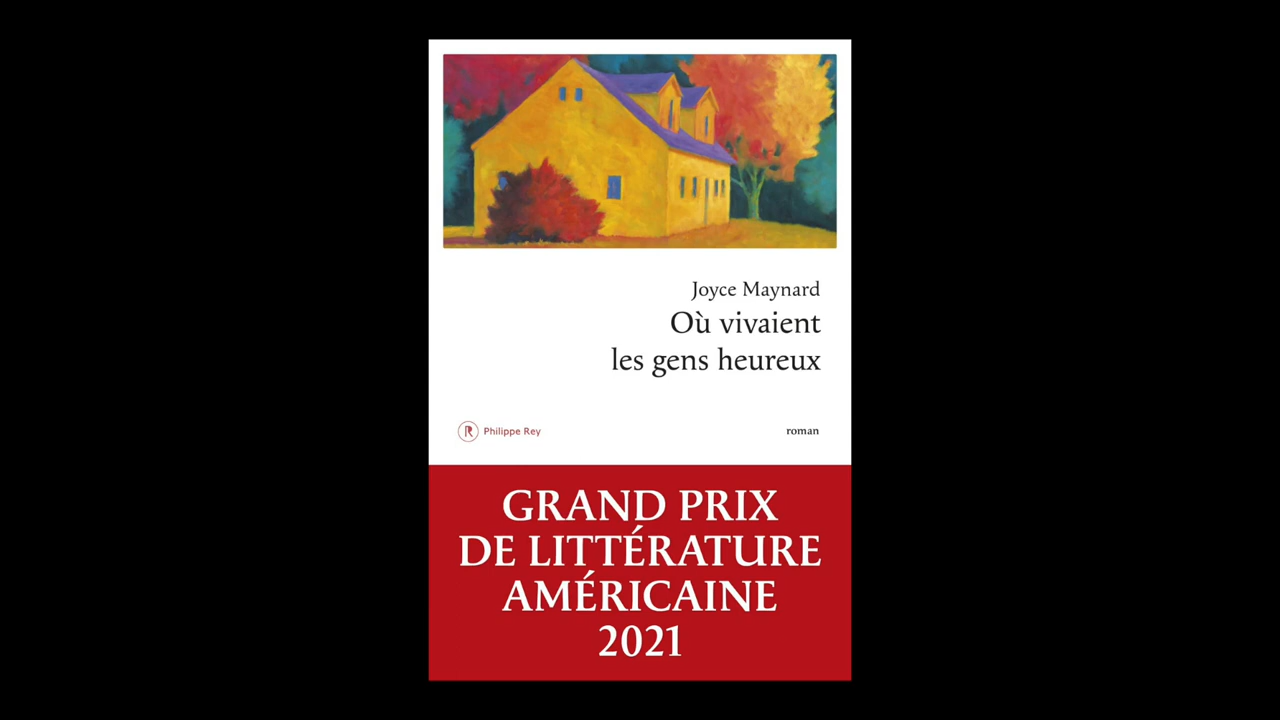 Joyce Maynard
Où vivaient
les gens heureux
Philippe Rey
roman
GRAND PRIX
DE LITTÉRATURE
AMÉRICAINE
2021